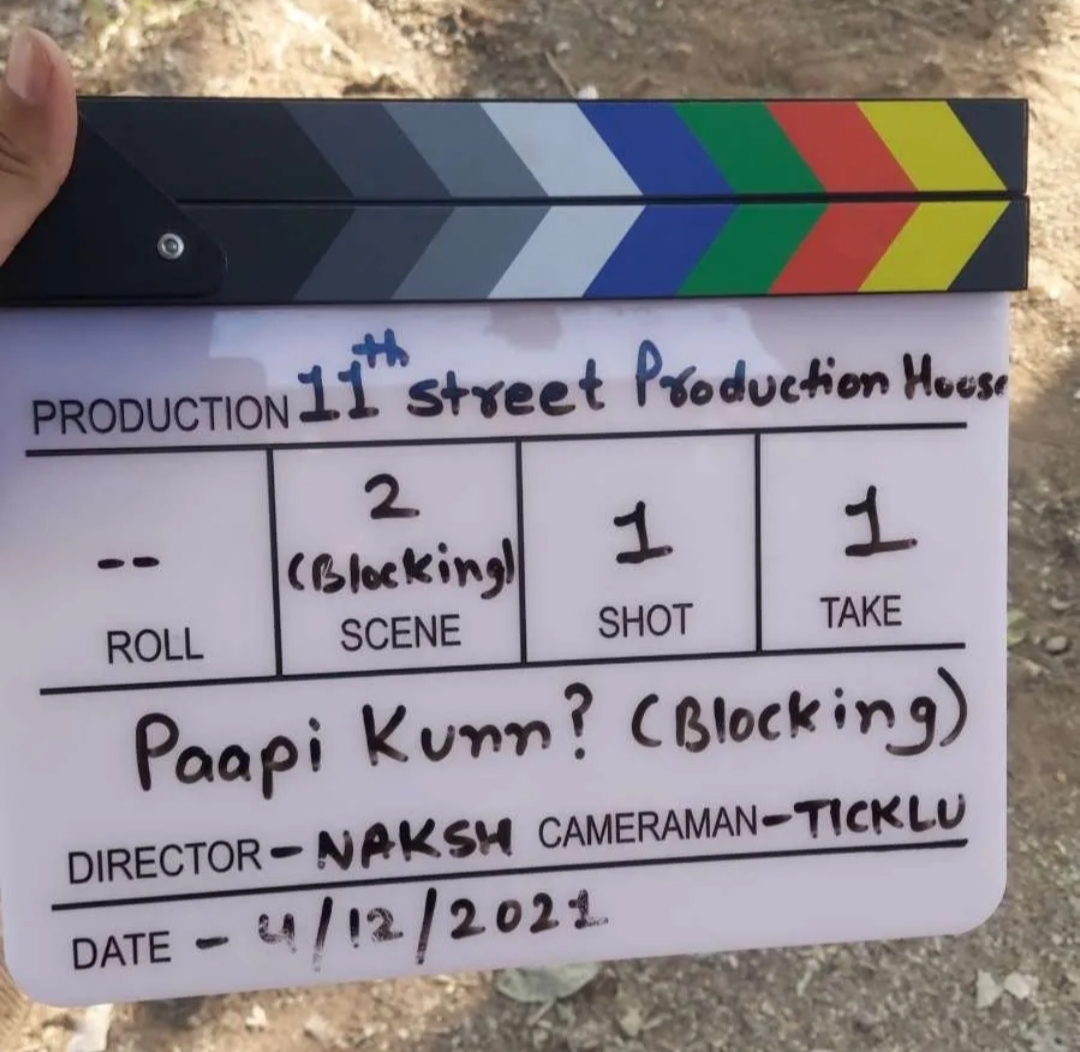 PRODUCTION 11th street Production House
2
(Blocking)
-- 1 1
ROLL SCENE SHOT TAKE
Paapi Kunn? (Blocking)
DIRECTOR - NAKSH CAMERAMAN - TICKLU
DATE - 4/12/2021